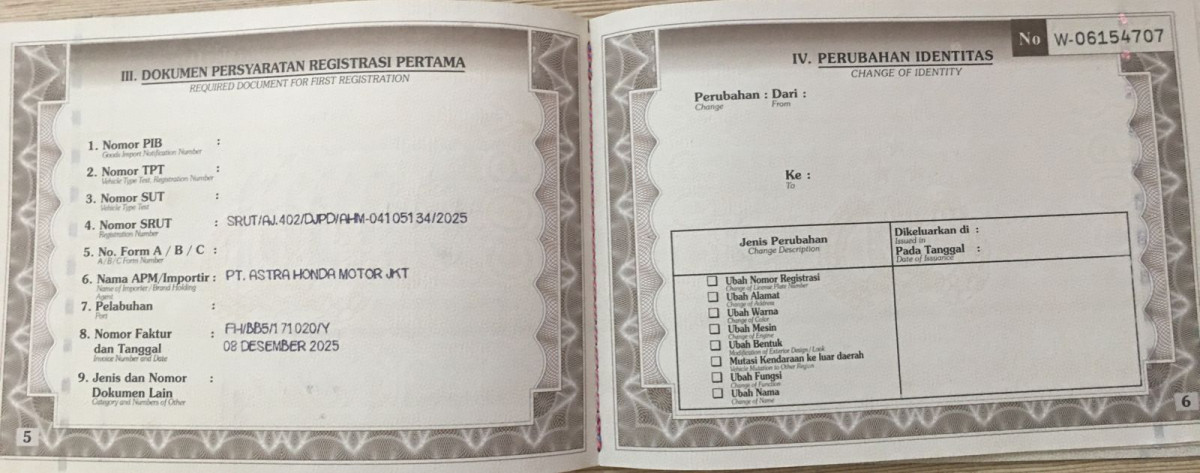 III. DOKUMEN PERSYARATAN REGISTRASI PERTAMA
REQUIRED DOCUMENT FOR FIRST REGISTRATION
1. Nomor PIB :
Goods Import Notification Number
2. Nomor TPT :
Vehicle Type Test, Registration Number
3. Nomor SUT :
Vehicle Type Test
4. Nomor SRUT : SRUT/AJ.402/DJPD/AHM-04105134/2025
Registration Number
5. No. Form A / B / C :
A / B / C Form Number
6. Nama APM/Importir : PT. ASTRA HONDA MOTOR JKT
Name of Importer / Brand Holding
Agent
7. Pelabuhan :
Port
8. Nomor Faktur : FH/BB5/171020/Y
dan Tanggal 08 DESEMBER 2025
Invoice Number and Date
9. Jenis dan Nomor :
Dokumen Lain
Category and Numbers of Other
5
No W-06154707
IV. PERUBAHAN IDENTITAS
CHANGE OF IDENTITY
Perubahan : Dari :
Change From
Ke :
To
Jenis Perubahan
Change Description
Dikeluarkan di :
Issued in
Pada Tanggal :
Date of Issuance
Ubah Nomor Registrasi
Change of License Plate Number
Ubah Alamat
Change of Address
Ubah Warna
Change of Color
Ubah Mesin
Change of Engine
Ubah Bentuk
Modification of Exterior Design / Look
Mutasi Kendaraan ke luar daerah
Vehicle Mutation to Other Region
Ubah Fungsi
Change of Function
Ubah Nama
Change of Name
6